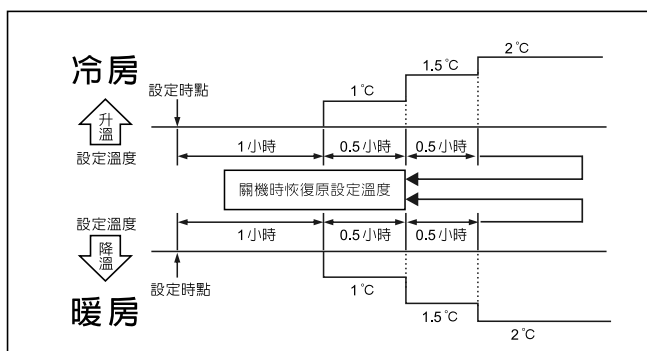 冷房
升
溫
設定溫度
設定時點
1℃
1.5℃
2℃
1小時
0.5小時
0.5小時
關機時恢復原設定溫度
設定溫度
降
溫
暖房
1小時
0.5小時
0.5小時
設定時點
1℃
1.5℃
2℃